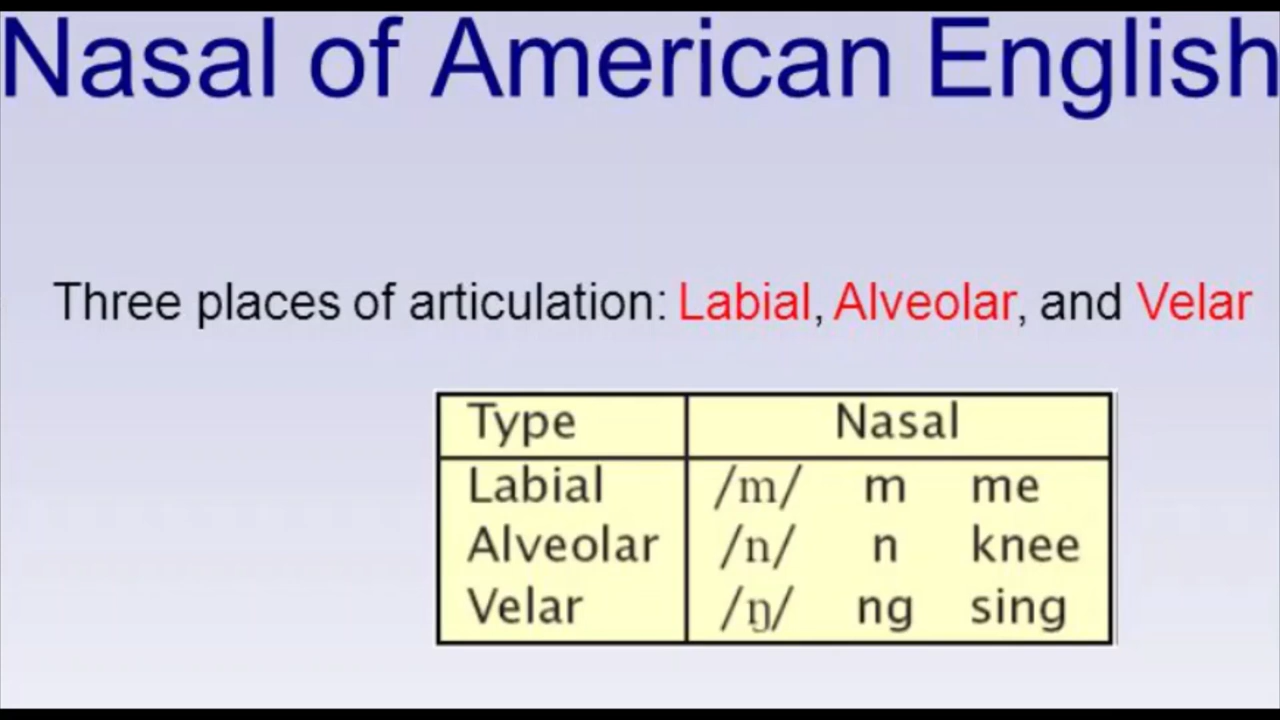 Nasal of American English
Three places of articulation: Labial, Alveolar, and Velar
Type Nasal
Labial /m/ m me
Alveolar /n/ n knee
Velar /ŋ/ ng sing